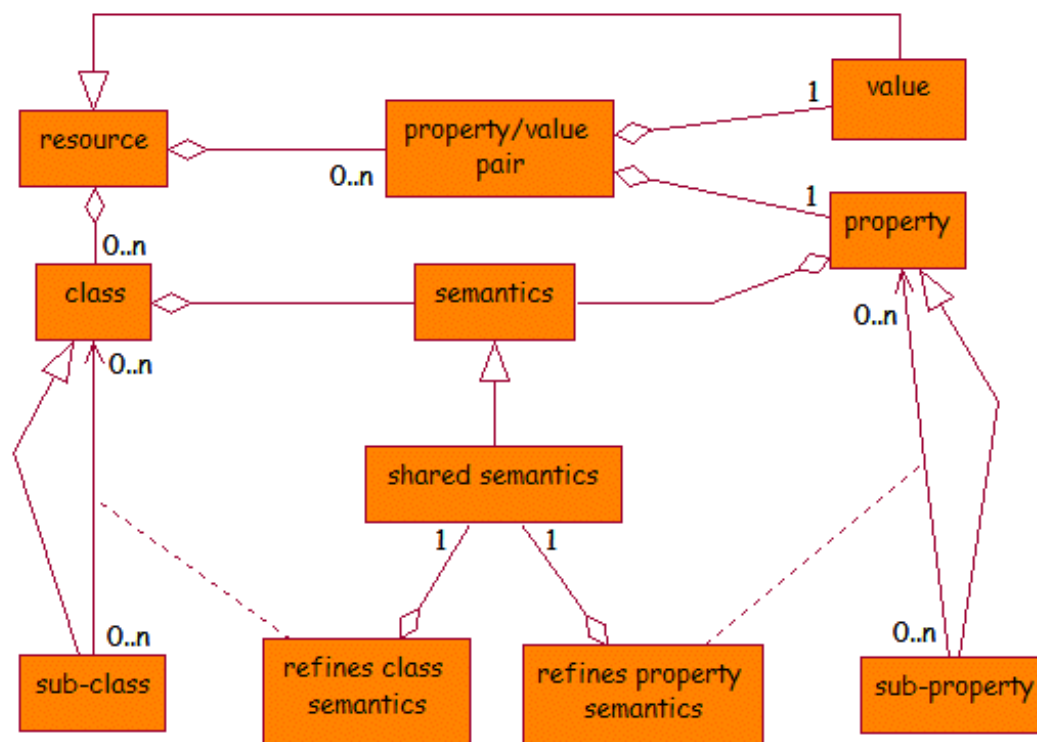 value
1
resource
property/value
pair
0..n
1
property
0..n
class
semantics
0..n
0..n
shared semantics
1
1
0..n
0..n
sub-class
refines class
semantics
refines property
semantics
sub-property